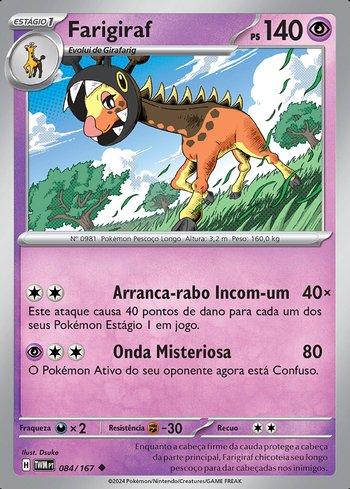 ESTÁGIO 1
Farigiraf
PS 140
Evolui de Girafarig
Nº 0981 Pokémon Pescoço Longo Altura: 3,2 m Peso: 160,0 kg
Arranca-rabo Incom-um 40×
Este ataque causa 40 pontos de dano para cada um dos
seus Pokémon Estágio 1 em jogo.
Onda Misteriosa 80
O Pokémon Ativo do seu oponente agora está Confuso.
Fraqueza ×2 Resistência -30 Recuo
Ilust. Dsuke
H TWM PT 084/167
Enquanto a cabeça firme da cauda protege a cabeça
da parte principal, Farigiraf chicoteia seu longo
pescoço para dar cabeçadas nos inimigos.
©2024 Pokémon/Nintendo/Creatures/GAME FREAK